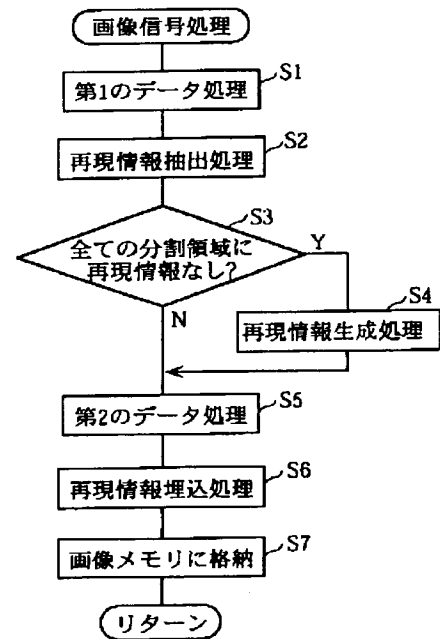 画像信号処理
S1
第1のデータ処理
S2
再現情報抽出処理
S3
全ての分割領域に
再現情報なし?
Y
N
S4
再現情報生成処理
S5
第2のデータ処理
S6
再現情報埋込処理
S7
画像メモリに格納
リターン